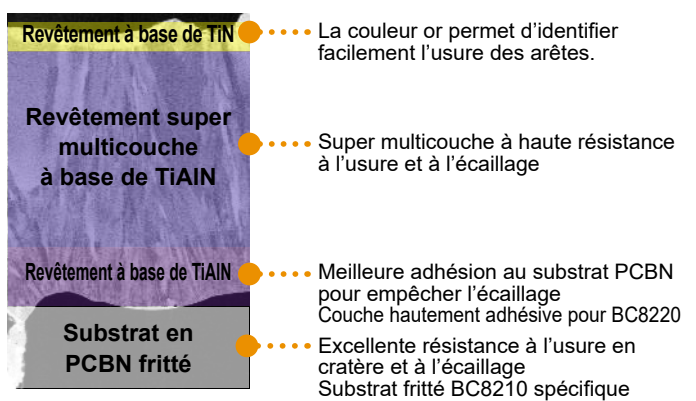 Revêtement à base de TiN
La couleur or permet d’identifier
facilement l’usure des arêtes.
Revêtement super
multicouche
à base de TiAlN
Super multicouche à haute résistance
à l’usure et à l’écaillage
Revêtement à base de TiAlN
Meilleure adhésion au substrat PCBN
pour empêcher l’écaillage
Couche hautement adhésive pour BC8220
Substrat en
PCBN fritté
Excellente résistance à l’usure en
cratère et à l’écaillage
Substrat fritté BC8210 spécifique